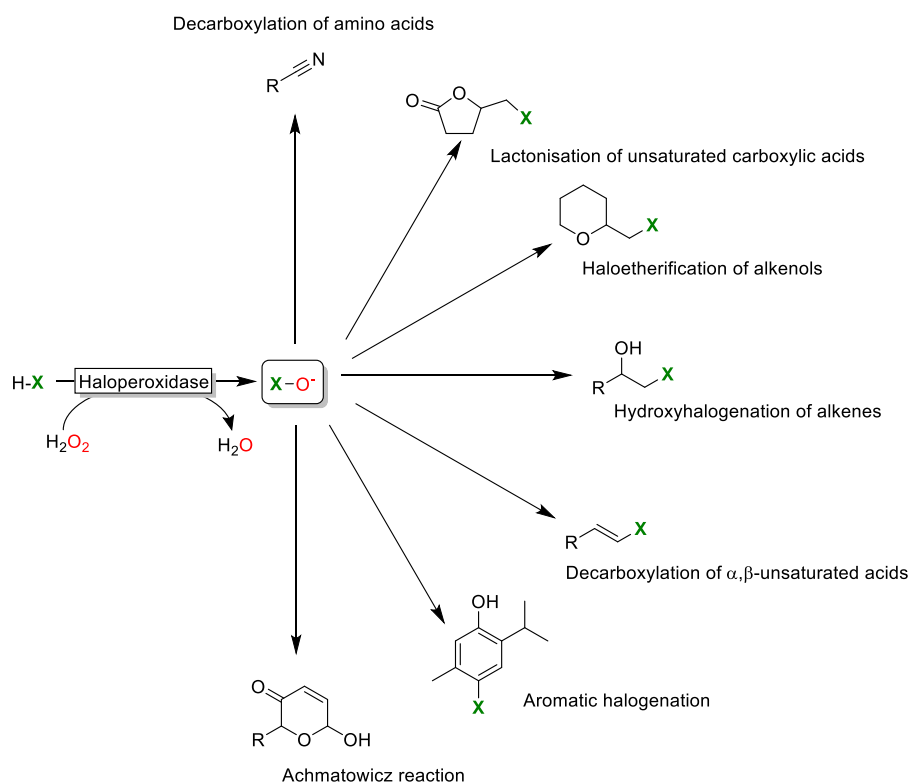 Decarboxylation of amino acids
R N
O O X
Lactonisation of unsaturated carboxylic acids
O X
Haloetherification of alkenols
OH
R X
Hydroxyhalogenation of alkenes
H-X Haloperoxidase X–O⁻
H₂O₂ H₂O
R X
Decarboxylation of α,β-unsaturated acids
OH
X
Aromatic halogenation
O
R O OH
Achmatowicz reaction